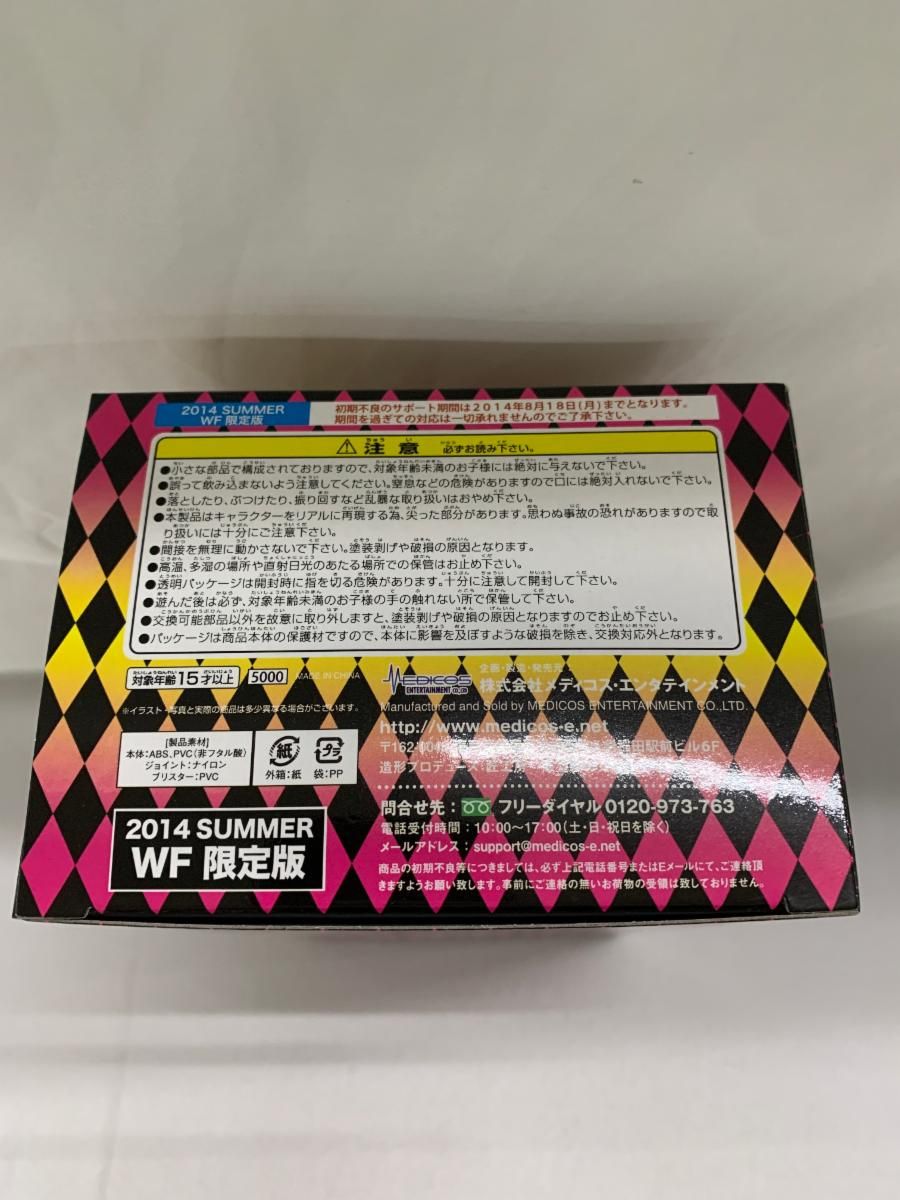 2014 SUMMER
WF 限定版
初期不良のサポート期間は2014年8月18日(月)までとなります。
期間を過ぎての対応は一切承れませんのでご了承下さい。
注意 必ずお読み下さい。
●小さな部品で構成されておりますので、対象年齢未満のお子様には絶対に与えないで下さい。
●誤って飲み込まないよう注意してください。窒息などの危険がありますので口には絶対入れないで下さい。
●落としたり、ぶつけたり、振り回すなど乱暴な取り扱いはおやめ下さい。
●本製品はキャラクターをリアルに再現する為、尖った部分があります。思わぬ事故の恐れがありますので取
り扱いには十分にご注意下さい。
●間接を無理に動かさないで下さい。塗装剥げや破損の原因となります。
●高温、多湿の場所や直射日光のあたる場所での保管はお止め下さい。
●透明パッケージは開封時に指を切る危険があります。十分に注意して開封して下さい。
●遊んだ後は必ず、対象年齢未満のお子様の手の触れない所で保管して下さい。
●交換可能部品以外を故意に取り外しますと、塗装剥げや破損の原因となりますのでお止め下さい。
●パッケージは商品本体の保護材ですので、本体に影響を及ぼすような破損を除き、交換対応外となります。
対象年齢15才以上 5000 MADE IN CHINA
※イラスト・写真と実際の商品は多少異なる場合がございます。
[製品素材]
本体:ABS、PVC(非フタル酸)
ジョイント:ナイロン
ブリスター:PVC
紙 プラ
外箱:紙 袋:PP
2014 SUMMER
WF 限定版
MEDICOS
ENTERTAINMENT CO.,LTD.
企画・製造・発売元
株式会社メディコス・エンタテインメント
Manufactured and Sold by MEDICOS ENTERTAINMENT CO.,LTD.
http://www.medicos-e.net
〒162-00 田駅前ビル6F
造形プロデュース:
問合せ先: フリーダイヤル 0120-973-763
電話受付時間:10:00〜17:00(土・日・祝日を除く)
メールアドレス:support@medicos-e.net
商品の初期不良等につきましては、必ず上記電話番号またはEメールにて、ご連絡頂
きますようお願い致します。事前にご連絡の無いお荷物の受領は致しておりません。